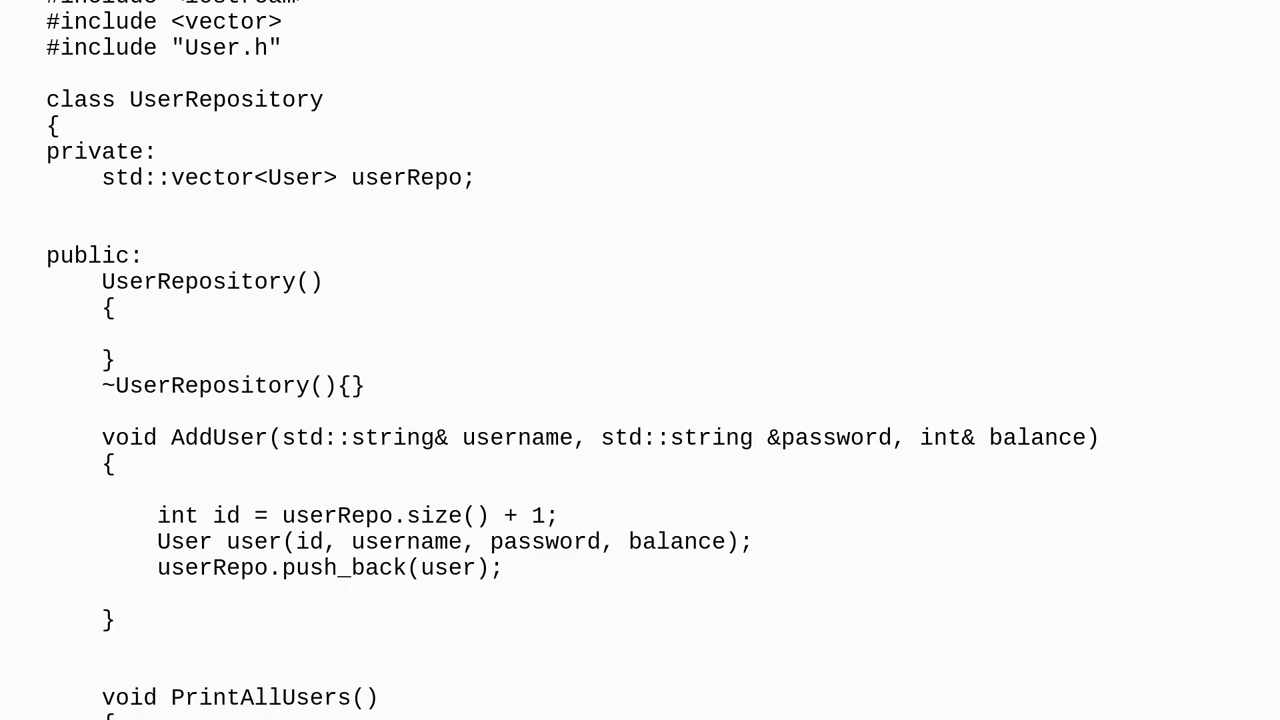 #include <iostream>
#include <vector>
#include "User.h"
class UserRepository
{
private:
    std::vector<User> userRepo;
public:
    UserRepository()
    {
    }
    ~UserRepository(){}
    void AddUser(std::string& username, std::string &password, int& balance)
    {
        int id = userRepo.size() + 1;
        User user(id, username, password, balance);
        userRepo.push_back(user);
    }
    void PrintAllUsers()
    {